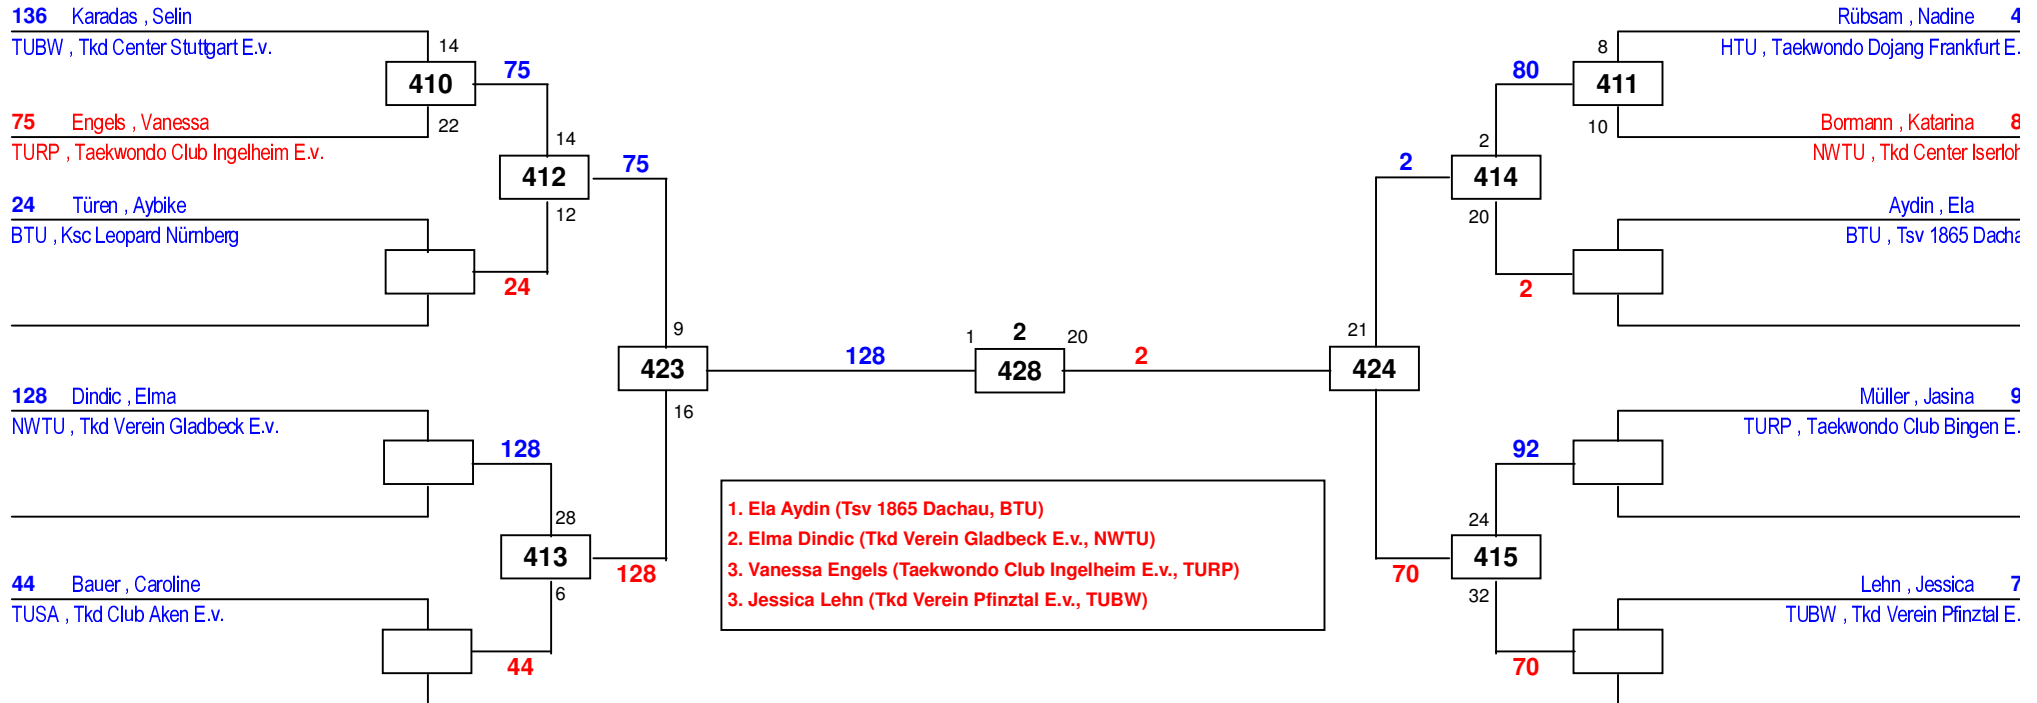 136 Karadas , Selin
TUBW , Tkd Center Stuttgart E.v.
14
410
75
75 Engels , Vanessa
22
TURP , Taekwondo Club Ingelheim E.v.
14
412
75
24 Türen , Aybike
12
BTU , Ksc Leopard Nürnberg
24
9
423
128
16
128 Dindic , Elma
NWTU , Tkd Verein Gladbeck E.v.
128
28
413
128
6
44 Bauer , Caroline
TUSA , Tkd Club Aken E.v.
44
1
2
20
428
2
1. Ela Aydin (Tsv 1865 Dachau, BTU)
2. Elma Dindic (Tkd Verein Gladbeck E.v., NWTU)
3. Vanessa Engels (Taekwondo Club Ingelheim E.v., TURP)
3. Jessica Lehn (Tkd Verein Pfinztal E.v., TUBW)
Rübsam , Nadine 4
HTU , Taekwondo Dojang Frankfurt E.
8
80
411
10
Bormann , Katarina 8
NWTU , Tkd Center Iserloh
2
2
414
20
Aydin , Ela
BTU , Tsv 1865 Dacha
2
21
424
Müller , Jasina 9
TURP , Taekwondo Club Bingen E.
92
24
415
70
32
Lehn , Jessica 7
TUBW , Tkd Verein Pfinztal E.
70